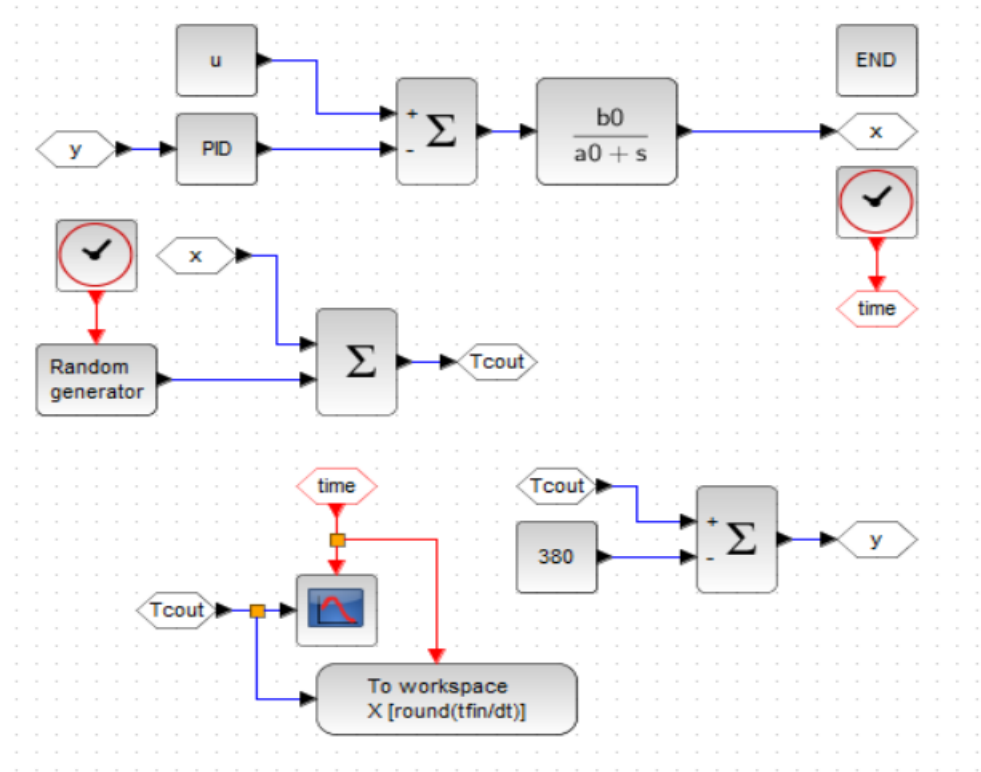 u
END
+
Σ
-
b0
a0 + s
x
y
PID
x
time
Random
generator
Σ
Tcout
time
Tcout
+
Σ
-
380
y
Tcout
To workspace
X [round(tfin/dt)]